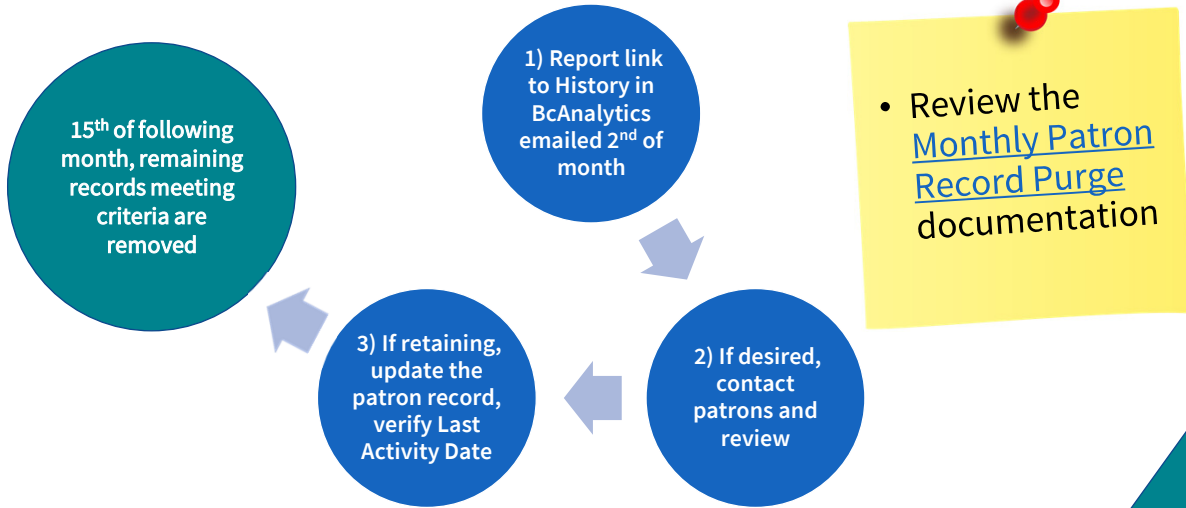 1) Report link
to History in
BcAnalytics
emailed 2nd of
month
2) If desired,
contact
patrons and
review
3) If retaining,
update the
patron record,
verify Last
Activity Date
15th of following
month, remaining
records meeting
criteria are
removed
• Review the
Monthly Patron
Record Purge
documentation